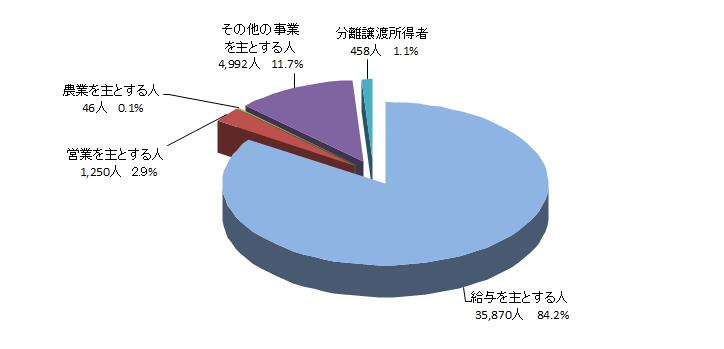 その他の事業
を主とする人
4,992人 11.7%
分離譲渡所得者
458人 1.1%
農業を主とする人
46人 0.1%
営業を主とする人
1,250人 2.9%
給与を主とする人
35,870人 84.2%